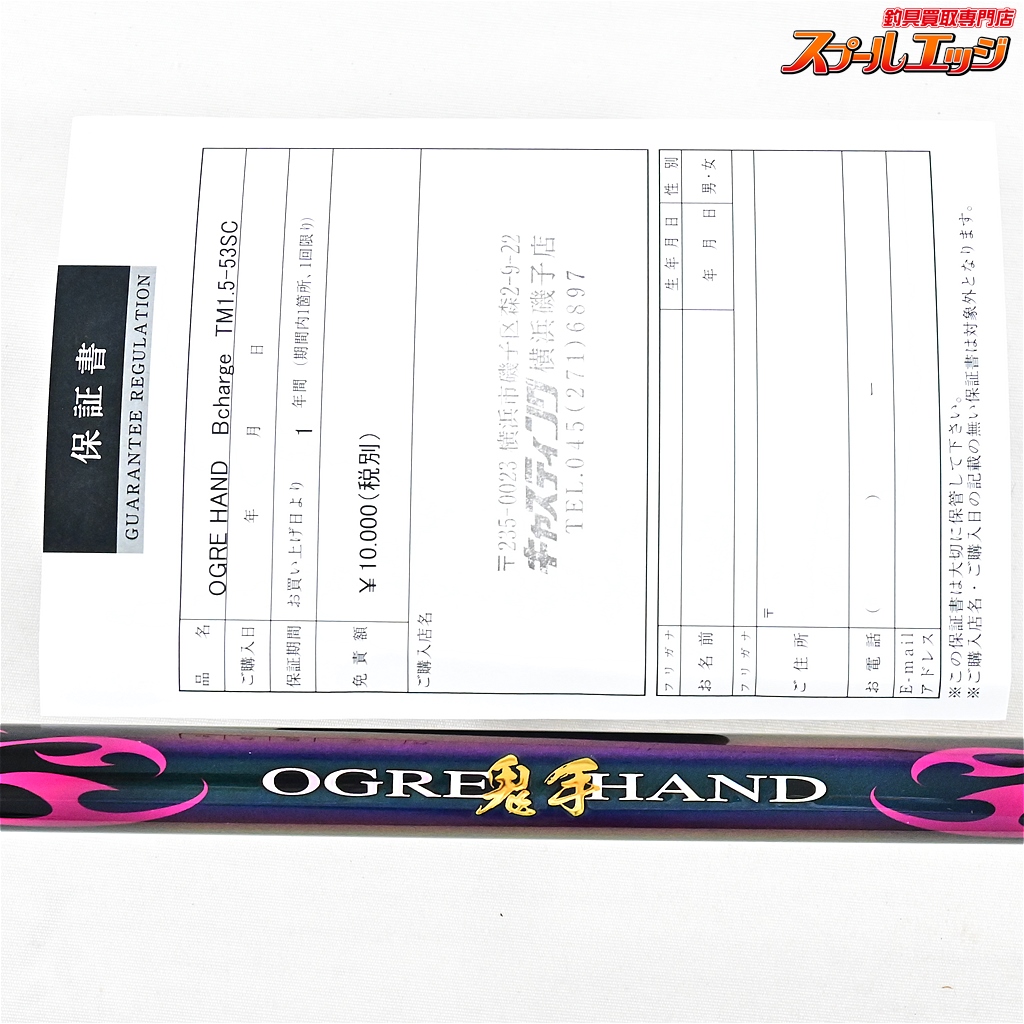 釣具買取専門店
スプールエッジ
保証書
GUARANTEE REGULATION
品名 OGRE HAND Bcharge TM1.5-53SC
ご購入日 年 月 日
保証期間 お買い上げ日より 1 年間 (期間内1箇所、1回限り)
免責額 ￥10.000(税別)
ご購入店名
〒235-0023 横浜市磯子区森2-9-22
キャスティング 横浜磯子店
TEL.045(271)6897
フリガナ 生年月日 性別
お名前 年 月 日 男・女
フリガナ
ご住所 〒
お電話 ( ) ー
E-mail
アドレス
※この保証書は大切に保管して下さい。
※ご購入店名・ご購入日の記載の無い保証書は対象外となります。
OGRE 鬼手 HAND